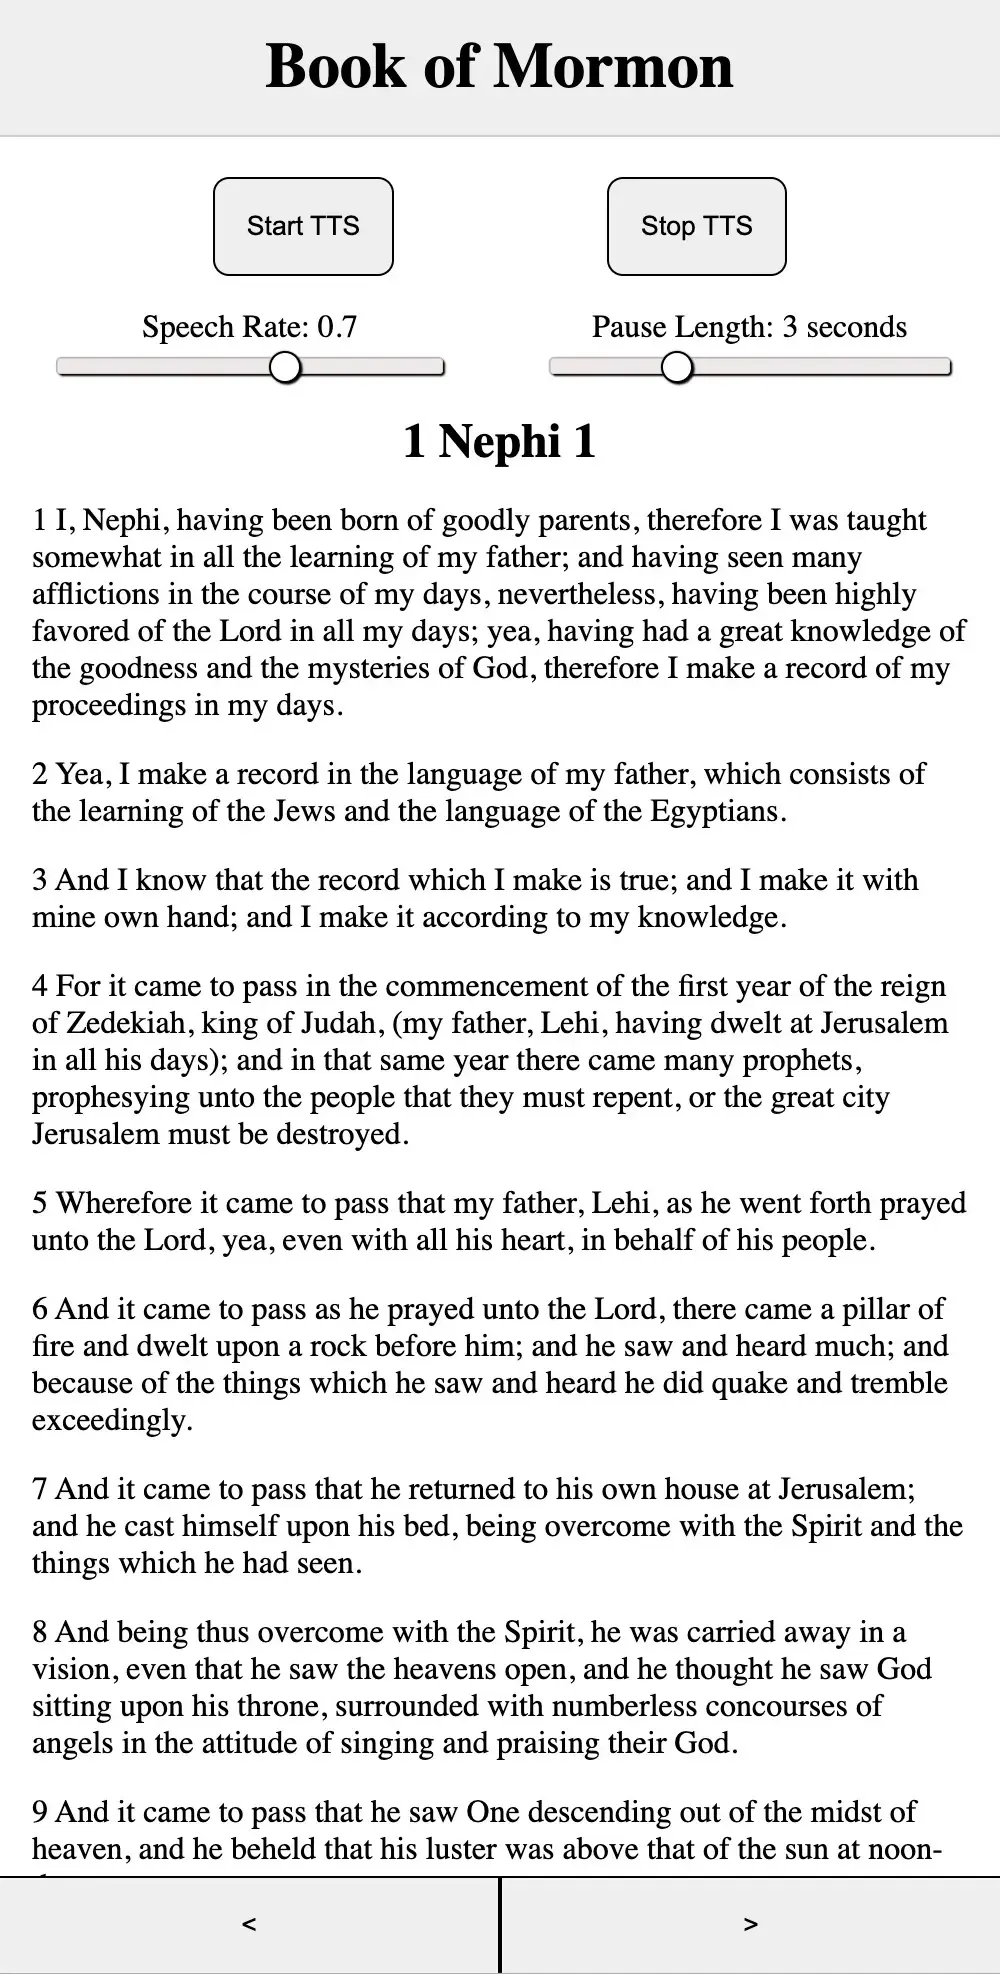 Book of Mormon
Start TTS
Stop TTS
Speech Rate: 0.7
Pause Length: 3 seconds
1 Nephi 1
1 I, Nephi, having been born of goodly parents, therefore I was taught
somewhat in all the learning of my father; and having seen many
afflictions in the course of my days, nevertheless, having been highly
favored of the Lord in all my days; yea, having had a great knowledge of
the goodness and the mysteries of God, therefore I make a record of my
proceedings in my days.
2 Yea, I make a record in the language of my father, which consists of
the learning of the Jews and the language of the Egyptians.
3 And I know that the record which I make is true; and I make it with
mine own hand; and I make it according to my knowledge.
4 For it came to pass in the commencement of the first year of the reign
of Zedekiah, king of Judah, (my father, Lehi, having dwelt at Jerusalem
in all his days); and in that same year there came many prophets,
prophesying unto the people that they must repent, or the great city
Jerusalem must be destroyed.
5 Wherefore it came to pass that my father, Lehi, as he went forth prayed
unto the Lord, yea, even with all his heart, in behalf of his people.
6 And it came to pass as he prayed unto the Lord, there came a pillar of
fire and dwelt upon a rock before him; and he saw and heard much; and
because of the things which he saw and heard he did quake and tremble
exceedingly.
7 And it came to pass that he returned to his own house at Jerusalem;
and he cast himself upon his bed, being overcome with the Spirit and the
things which he had seen.
8 And being thus overcome with the Spirit, he was carried away in a
vision, even that he saw the heavens open, and he thought he saw God
sitting upon his throne, surrounded with numberless concourses of
angels in the attitude of singing and praising their God.
9 And it came to pass that he saw One descending out of the midst of
heaven, and he beheld that his luster was above that of the sun at noon-
<
>